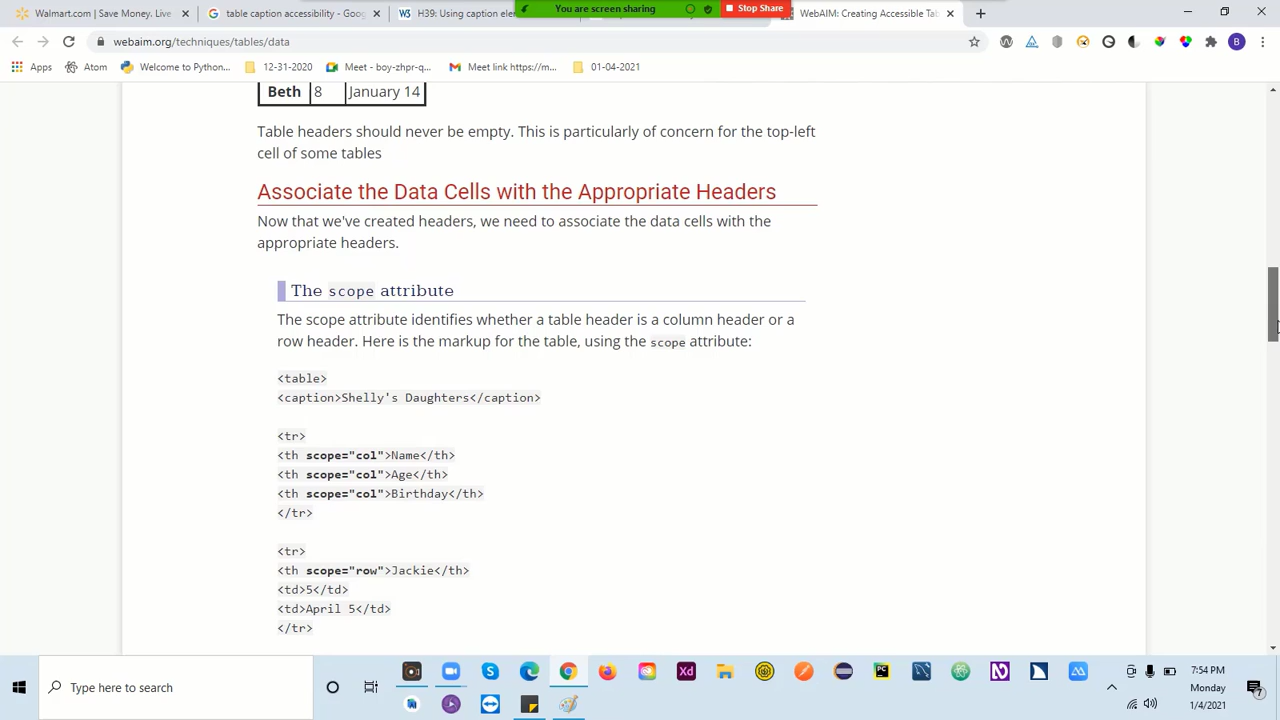 You are screen sharing
Stop Share
Walmart.com | Save Money. Live
table caption accessibility - Goo
H39: Using caption ele
WebAIM: Creating Accessible Tab
webaim.org/techniques/tables/data
Apps
Atom
Welcome to Python...
12-31-2020
Meet - boy-zhpr-q...
Meet link https://m...
01-04-2021
Beth 8 January 14
Table headers should never be empty. This is particularly of concern for the top-left
cell of some tables
Associate the Data Cells with the Appropriate Headers
Now that we've created headers, we need to associate the data cells with the
appropriate headers.
The scope attribute
The scope attribute identifies whether a table header is a column header or a
row header. Here is the markup for the table, using the scope attribute:
<table>
<caption>Shelly's Daughters</caption>
<tr>
<th scope="col">Name</th>
<th scope="col">Age</th>
<th scope="col">Birthday</th>
</tr>
<tr>
<th scope="row">Jackie</th>
<td>5</td>
<td>April 5</td>
</tr>
Type here to search
7:54 PM
Monday
1/4/2021